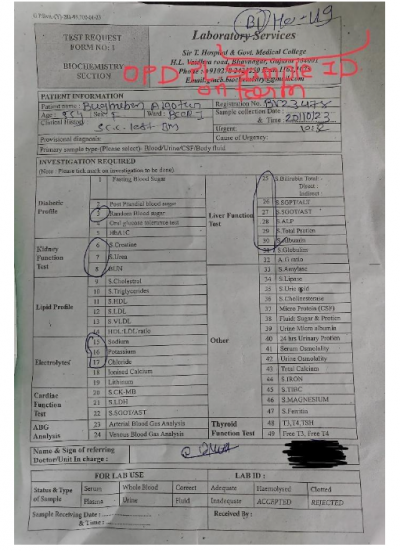 Laboratory Services
TEST REQUEST
FORM NO: 3
BIOCHEMISTRY
SECTION
Sir T. Hospital & Govt. Medical College
OPD
ID
PATIENT INFORMATION
Patient name:
Registration No.
Age:
Ward:
Sample collection Date
& Time 20/10/23
Clinical History
Urgent
Provisional diagnosis
Cause of Urgency:
Primary sample type (Please select)- Blood/Urine/CSF/Body fluid
INVESTIGATION REQUIRED
(Note : Please tick mark on investigation to be done)
Diabetic
Profile
1 Fasting Blood Sugar
2 Post Prandial blood sugar
3 Random Blood sugar
4 Oral glucose tolerance test
5 HbA1C
Kidney
Function
Test
6 S.Creatine
7 S.Urea
8 BUN
Lipid Profile
9 S.Cholestrol
10 S.Triglycerides
11 S.HDL
12 S.LDL
13 S.VLDL
14 HDL-LDL ratio
Electrolytes
15 Sodium
16 Potassium
17 Chloride
18 Ionized Calcium
19 Lithium
Cardiac
Function
Test
20 S.CK-MB
21 S.LDH
22 S.SGOT/AST
ABG
Analysis
23 Arterial Blood Gas Analysis
24 Venous Blood Gas Analysis
Liver Function
Test
25 S.Bilirubin Total
Direct
Indirect
26 S.SGPT/ALT
27 S.SGOT/AST
28 S.ALP
29 S.Total Protien
30 S.Albumin
31 S.Globulin
32 A.G ratio
Other
33 S.Amylase
34 S.Lipase
35 S.Uric acid
36 S.Cholinesterase
37 Micro Protein (CSF)
38 Fluid: Sugar & Protien
39 Urine Micro albumin
40 24 hrs Urinary Protien
41 Serum Osmolality
42 Urine Osmolality
43 Total Calcium
44 S.IRON
45 S.TIBC
46 S.MAGNESIUM
47 S.Ferritin
Thyroid
Function Test
48 T3,T4,TSH
49 Free T3, Free T4
Name & Sign of referring
Doctor/Unit In charge :
FOR LAB USE
LAB ID :
Status & Type
of Sample
Serum Whole Blood Correct Adequate Haemolysed Clotted
Plasma Urine Fluid Inadequate ACCEPTED REJECTED
Sample Receiving Date :
& Time :
Received By :